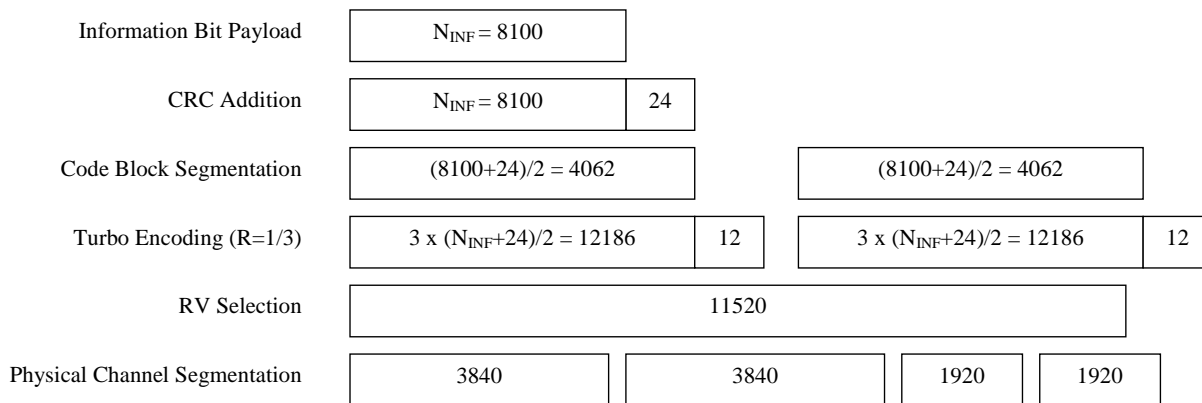 Information Bit Payload N_INF = 8100
CRC Addition N_INF = 8100 24
Code Block Segmentation (8100+24)/2 = 4062 (8100+24)/2 = 4062
Turbo Encoding (R=1/3) 3 x (N_INF+24)/2 = 12186 12 3 x (N_INF+24)/2 = 12186 12
RV Selection 11520
Physical Channel Segmentation 3840 3840 1920 1920